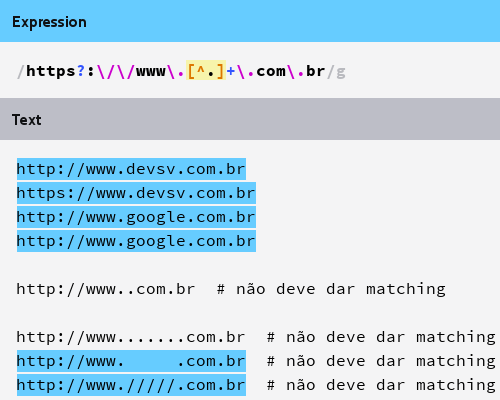 Expression
/https?:\/\/www\.[^.]+\.com\.br/g
Text
http://www.devsv.com.br
https://www.devsv.com.br
http://www.google.com.br
http://www.google.com.br
http://www..com.br  # não deve dar matching
http://www.......com.br  # não deve dar matching
http://www.     .com.br  # não deve dar matching
http://www./////.com.br  # não deve dar matching